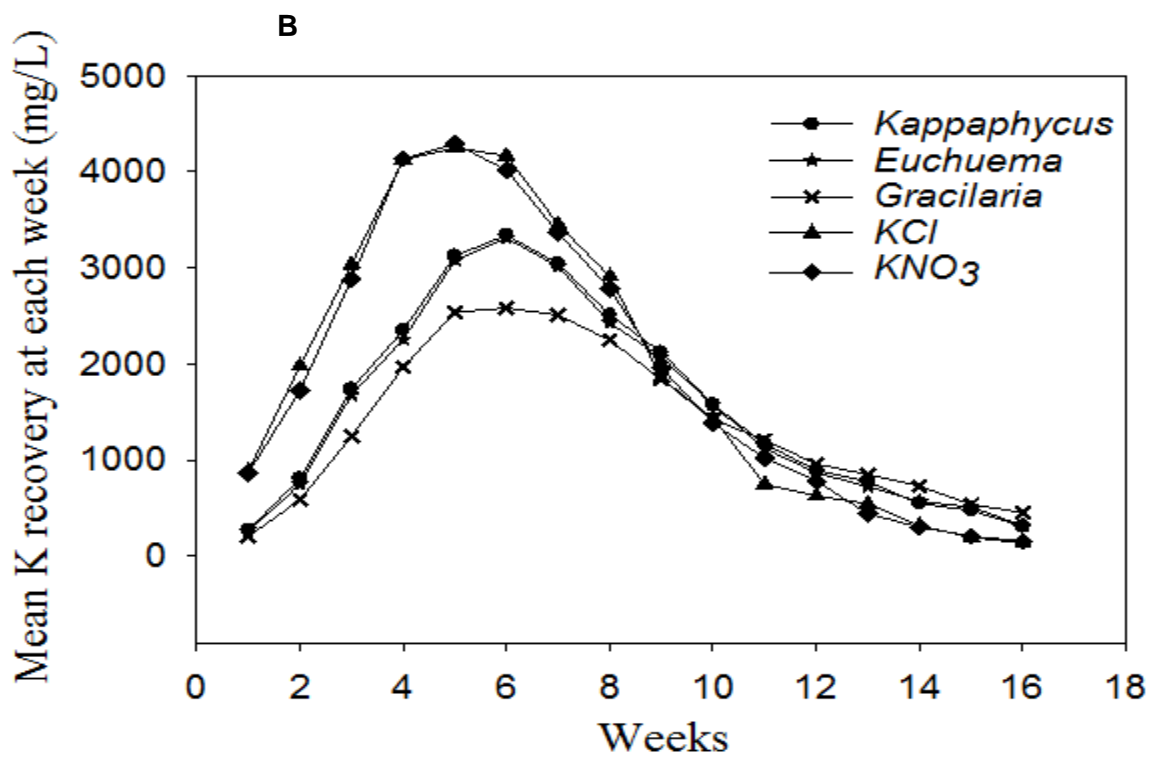 B
Mean K recovery at each week (mg/L)
5000
4000
3000
2000
1000
0
Kappaphycus
Euchuema
Gracilaria
KCl
KNO3
0 2 4 6 8 10 12 14 16 18
Weeks